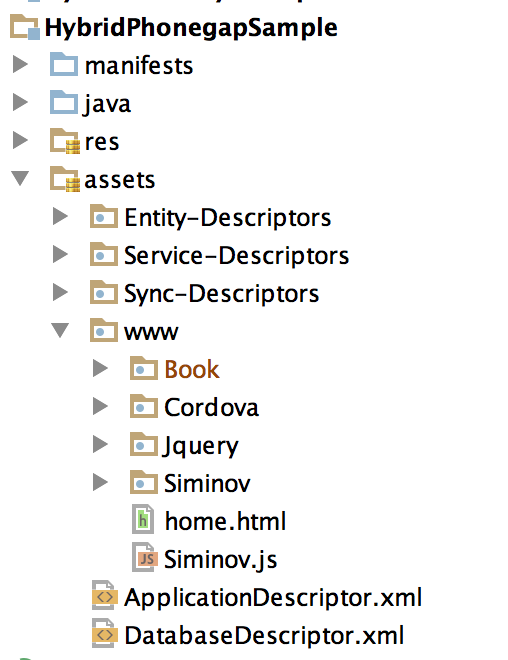 HybridPhonegapSample
manifests
java
res
assets
Entity-Descriptors
Service-Descriptors
Sync-Descriptors
www
Book
Cordova
Jquery
Siminov
h home.html
JS Siminov.js
<> ApplicationDescriptor.xml
<> DatabaseDescriptor.xml